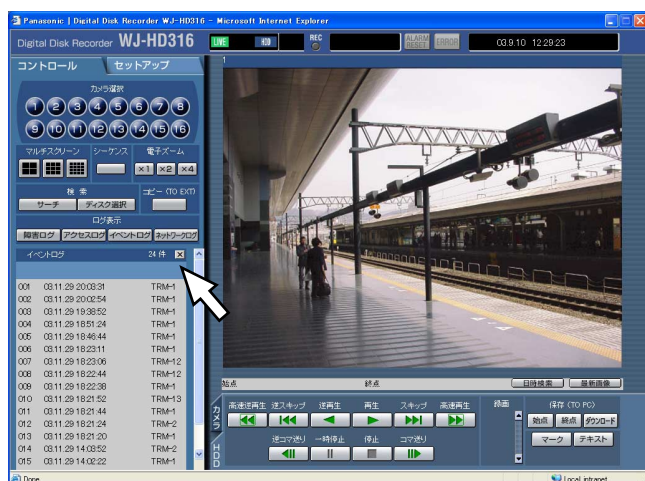 Panasonic | Digital Disk Recorder WJ-HD316 - Microsoft Internet Explorer
Digital Disk Recorder WJ-HD316
LIVE HDD REC ALARM RESET ERROR 03.9.10 12:29:23
コントロール セットアップ
1
カメラ選択
1 2 3 4 5 6 7 8
9 10 11 12 13 14 15 16
マルチスクリーン シーケンス 電子ズーム
×1 ×2 ×4
検 索 コピー (TO EXT)
サーチ ディスク選択
ログ表示
障害ログ アクセスログ イベントログ ネットワークログ
イベントログ 24 件
001 03.11.29 20:03:31 TRM-1
002 03.11.29 20:02:54 TRM-1
003 03.11.29 19:38:52 TRM-1
004 03.11.29 18:51:24 TRM-1
005 03.11.29 18:46:44 TRM-1
006 03.11.29 18:23:11 TRM-1
007 03.11.29 18:23:06 TRM-12
008 03.11.29 18:22:44 TRM-12
009 03.11.29 18:22:38 TRM-1
010 03.11.29 18:21:52 TRM-13
011 03.11.29 18:21:44 TRM-1
012 03.11.29 18:21:24 TRM-2
013 03.11.29 18:21:20 TRM-1
014 03.11.29 14:03:52 TRM-2
015 03.11.29 14:02:22 TRM-1
始点 終点 日時検索 最新画像
カメラ
HDD
高速逆再生 逆スキップ 逆再生 再生 スキップ 高速再生
逆コマ送り 一時停止 停止 コマ送り
録画
保存 (TO PC)
始点 終点 ダウンロード
マーク テキスト
Done Local intranet